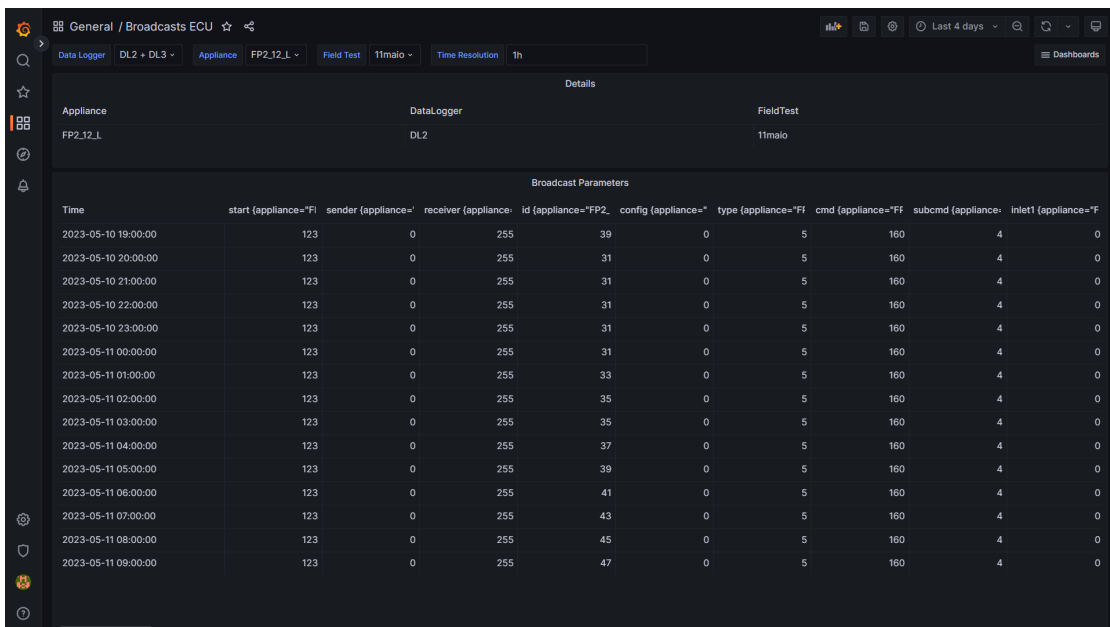 General / Broadcasts ECU Last 4 days
Data Logger DL2 + DL3 Appliance FP2_12_L Field Test 11maio Time Resolution 1h Dashboards
Details
Appliance DataLogger FieldTest
FP2_12_L DL2 11maio
Broadcast Parameters
Time start {appliance="Fl sender {appliance=' receiver {appliance: id {appliance="FP2_ config {appliance=" type {appliance="FF cmd {appliance="FF subcmd {appliance: inlet1 {appliance="F
2023-05-10 19:00:00 123 0 255 39 0 5 160 4 0
2023-05-10 20:00:00 123 0 255 31 0 5 160 4 0
2023-05-10 21:00:00 123 0 255 31 0 5 160 4 0
2023-05-10 22:00:00 123 0 255 31 0 5 160 4 0
2023-05-10 23:00:00 123 0 255 31 0 5 160 4 0
2023-05-11 00:00:00 123 0 255 31 0 5 160 4 0
2023-05-11 01:00:00 123 0 255 33 0 5 160 4 0
2023-05-11 02:00:00 123 0 255 35 0 5 160 4 0
2023-05-11 03:00:00 123 0 255 35 0 5 160 4 0
2023-05-11 04:00:00 123 0 255 37 0 5 160 4 0
2023-05-11 05:00:00 123 0 255 39 0 5 160 4 0
2023-05-11 06:00:00 123 0 255 41 0 5 160 4 0
2023-05-11 07:00:00 123 0 255 43 0 5 160 4 0
2023-05-11 08:00:00 123 0 255 45 0 5 160 4 0
2023-05-11 09:00:00 123 0 255 47 0 5 160 4 0